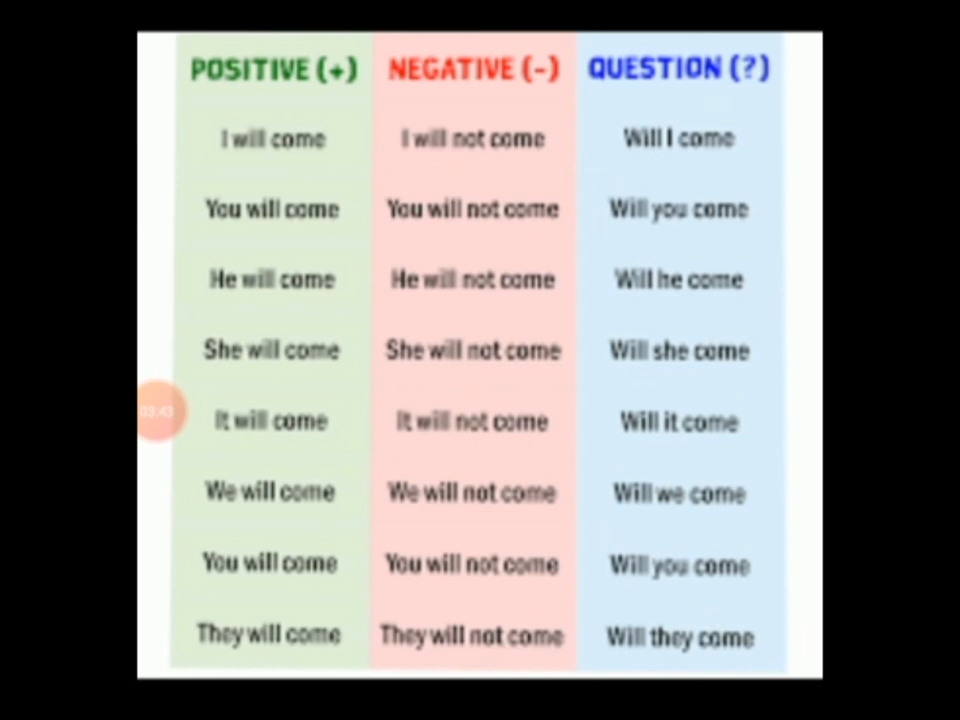 POSITIVE (+) NEGATIVE (-) QUESTION (?)
I will come I will not come Will I come
You will come You will not come Will you come
He will come He will not come Will he come
She will come She will not come Will she come
It will come It will not come Will it come
We will come We will not come Will we come
You will come You will not come Will you come
They will come They will not come Will they come
03:43